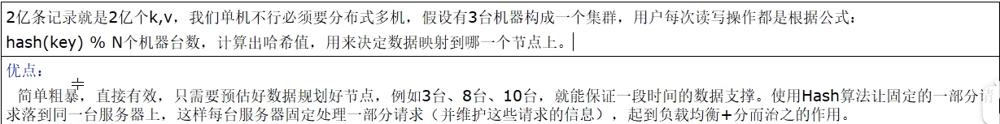 2亿条记录就是2亿个k,v，我们单机不行必须要分布式多机，假设有3台机器构成一个集群，用户每次读写操作都是根据公式：
hash(key) % N个机器台数，计算出哈希值，用来决定数据映射到哪一个节点上。
优点：
简单粗暴，直接有效，只需要预估好数据规划好节点，例如3台、8台、10台，就能保证一段时间的数据支撑。使用Hash算法让固定的一部分请
求落到同一台服务器上，这样每台服务器固定处理一部分请求（并维护这些请求的信息），起到负载均衡+分而治之的作用。